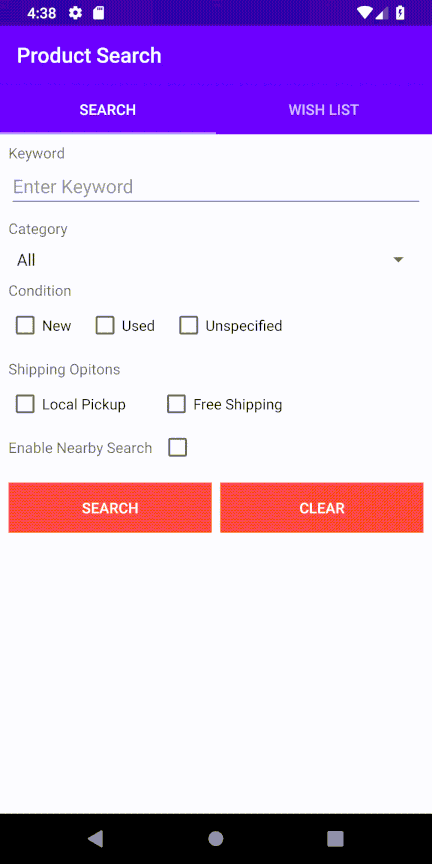 4:38
Product Search
SEARCH WISH LIST
Keyword
Enter Keyword
Category
All
Condition
New Used Unspecified
Shipping Opitons
Local Pickup Free Shipping
Enable Nearby Search
SEARCH CLEAR